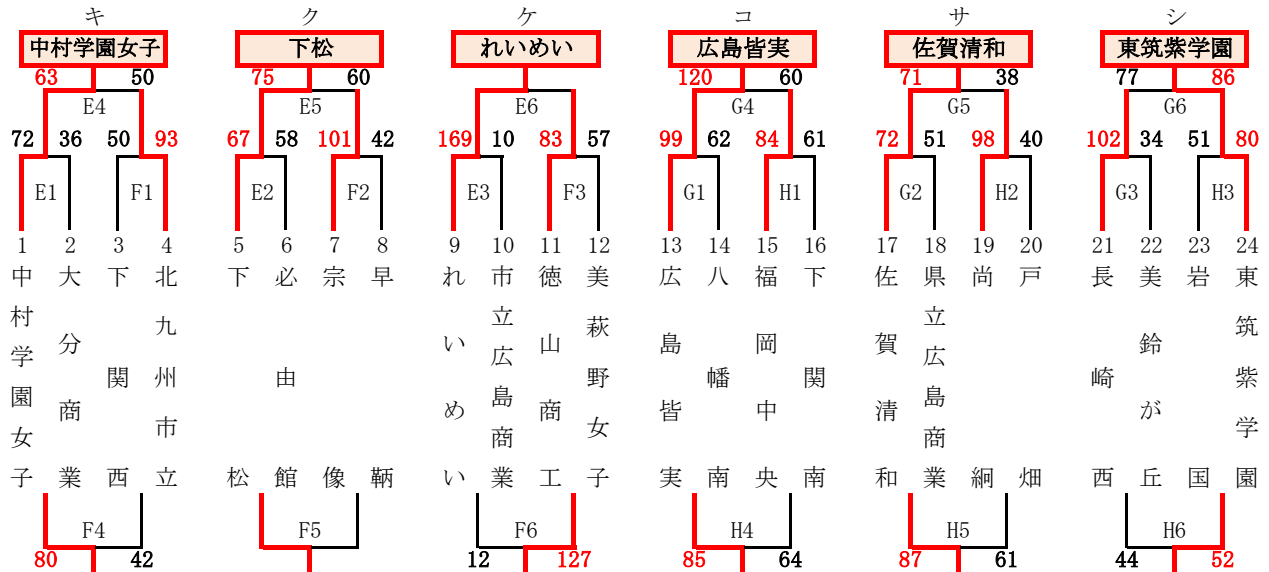 キ ク ケ コ サ シ
中村学園女子 下松 れいめい 広島皆実 佐賀清和 東筑紫学園
63 50 75 60 120 60 71 38 77 86
E4 E5 E6 G4 G5 G6
72 36 50 93 67 58 101 42 169 10 83 57 99 62 84 61 72 51 98 40 102 34 51 80
E1 F1 E2 F2 E3 F3 G1 H1 G2 H2 G3 H3
1 2 3 4 5 6 7 8 9 10 11 12 13 14 15 16 17 18 19 20 21 22 23 24
中村学園女子
大分商業
下関西
北九州市立
下松
必由館
宗像
早鞆
れいめい
市立広島商業
徳山商工
美萩野女子
広島皆実
八幡南
福岡中央
下関南
佐賀清和
県立広島商業
尚絅
戸畑
長崎西
美鈴が丘
岩国
東筑紫学園
F4 F5 F6 H4 H5 H6
80 42 12 127 85 64 87 61 44 52